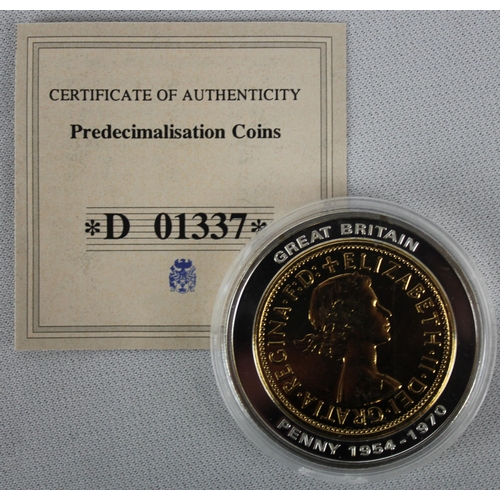 CERTIFICATE OF AUTHENTICITY
Predecimalisation Coins
*D 01337*
GREAT BRITAIN
+ELIZABETH·II·DEI·GRATIA·REGINA·F:D:
PENNY 1954-1970